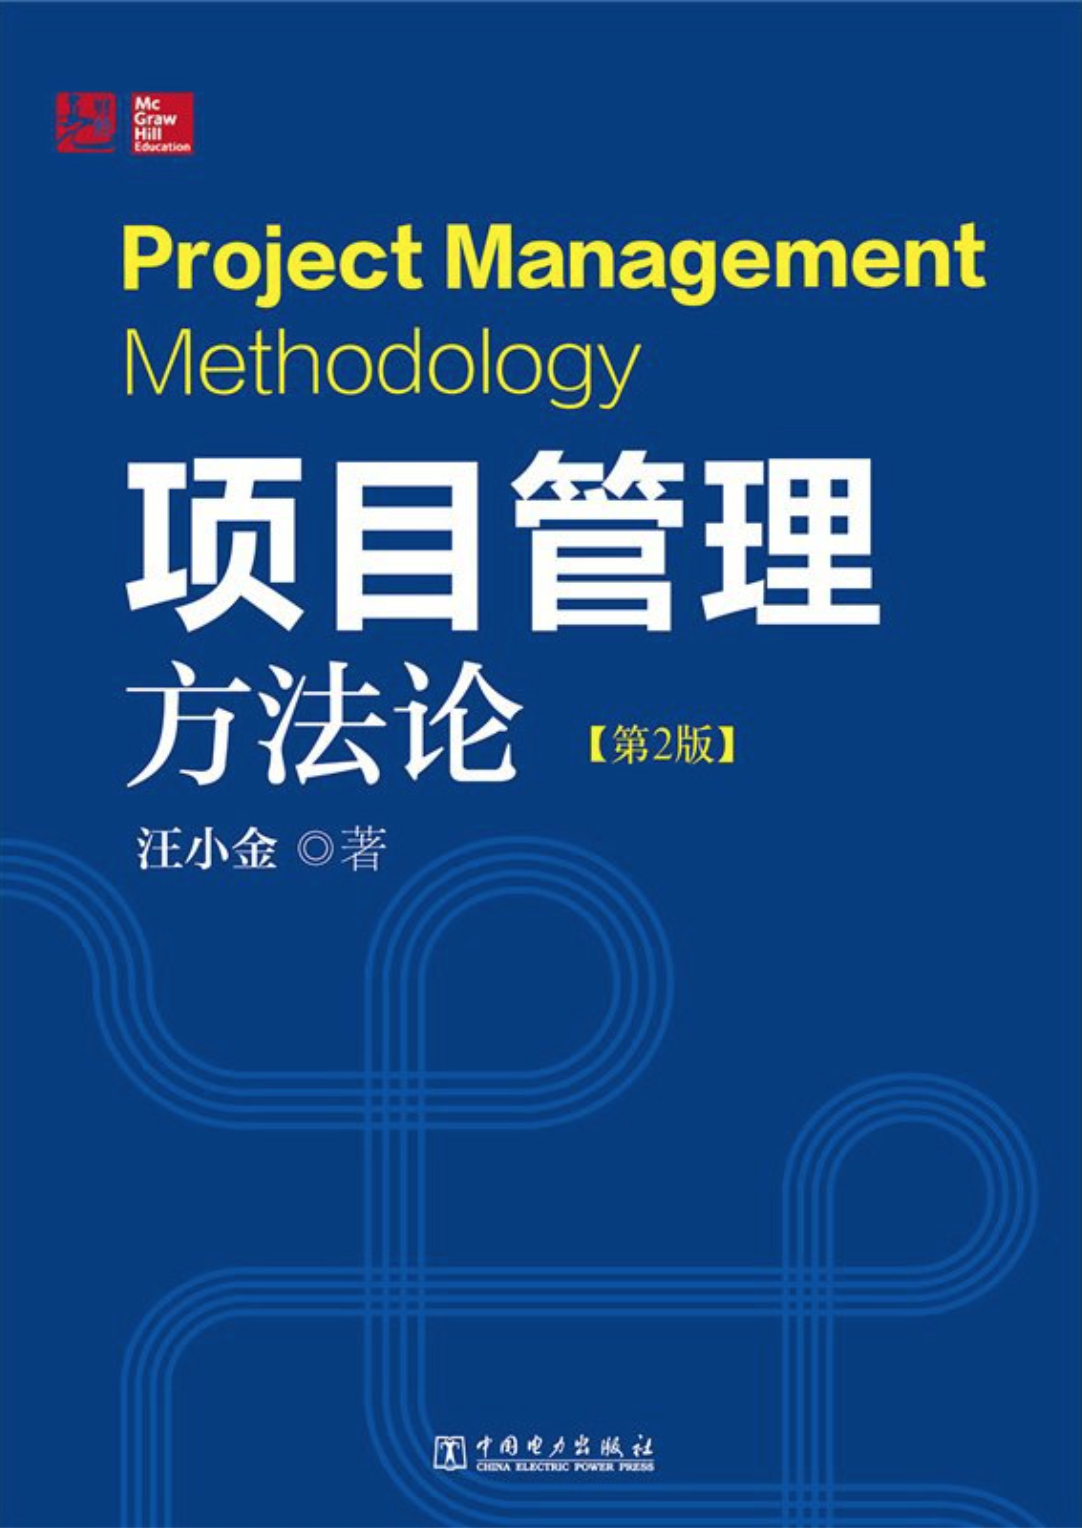 Mc
Graw
Hill
Education
Project Management
Methodology
项目管理
方法论 【第2版】
汪小金 ◎著
中国电力出版社
CHINA ELECTRIC POWER PRESS